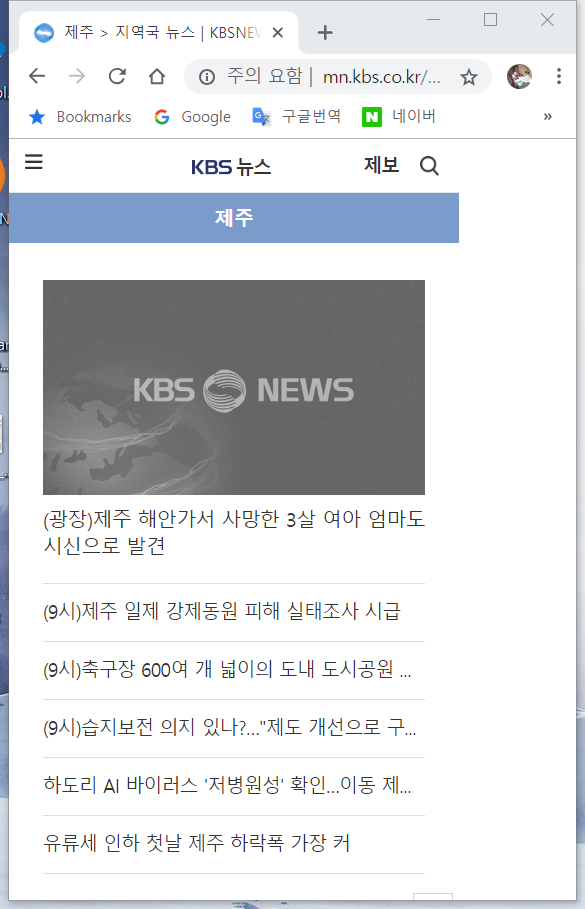 제주 > 지역국 뉴스 | KBSNEW
주의 요함 | mn.kbs.co.kr/...
Bookmarks Google 구글번역 네이버 »
KBS 뉴스 제보
제주
KBS NEWS
(광장)제주 해안가서 사망한 3살 여아 엄마도
시신으로 발견
(9시)제주 일제 강제동원 피해 실태조사 시급
(9시)축구장 600여 개 넓이의 도내 도시공원 ...
(9시)습지보전 의지 있나?..."제도 개선으로 구...
하도리 AI 바이러스 '저병원성' 확인...이동 제...
유류세 인하 첫날 제주 하락폭 가장 커